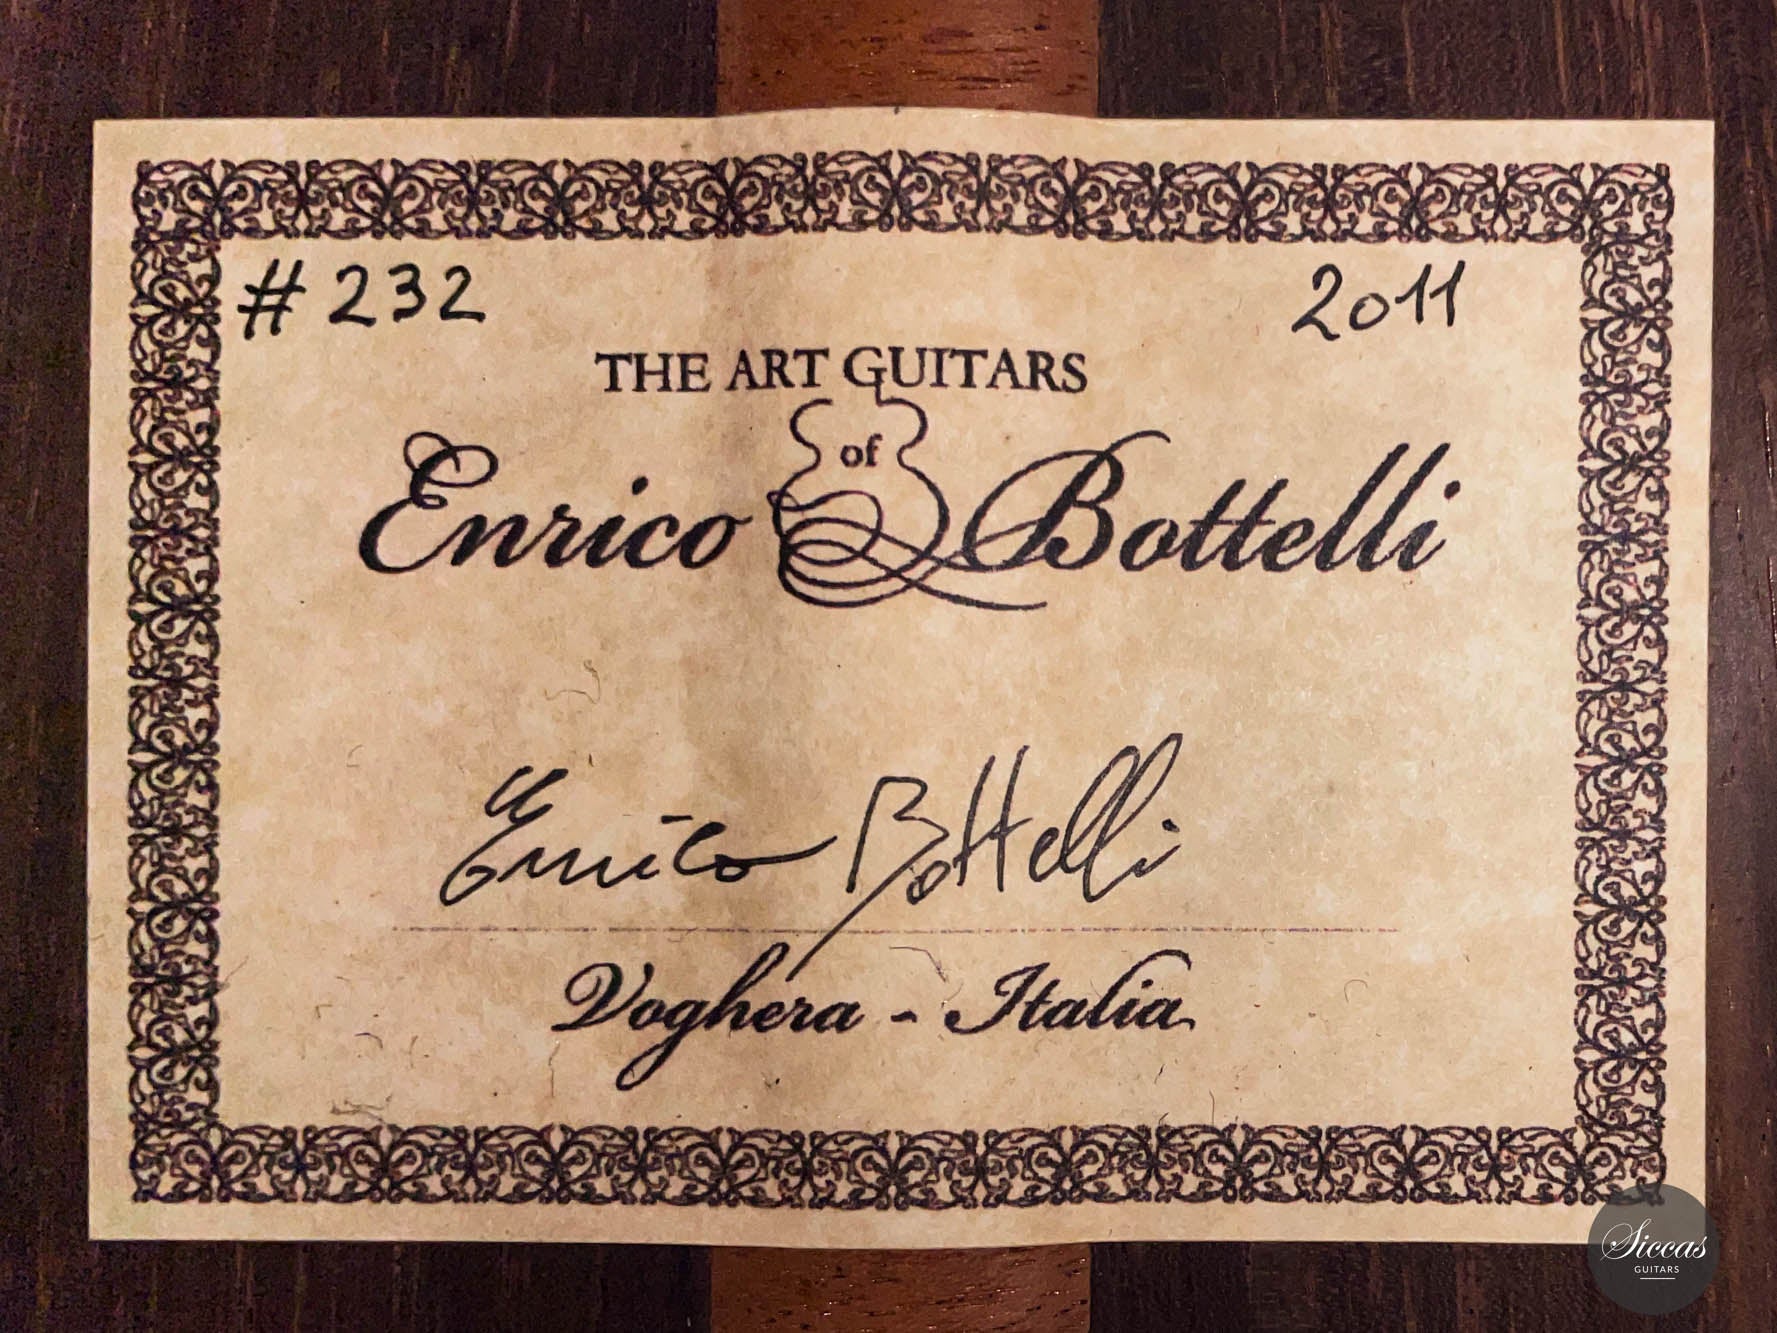 # 232 2011
THE ART GUITARS
of
Enrico Bottelli
Enrico Bottelli
Voghera - Italia
Siccas
GUITARS